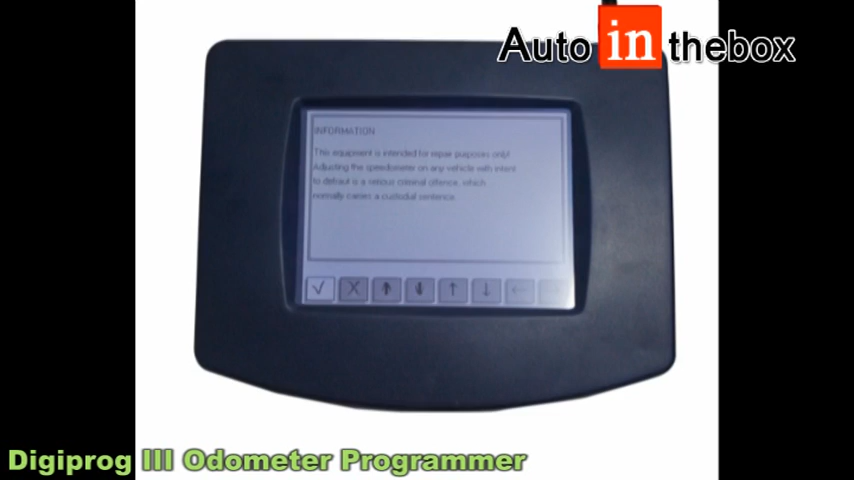 Auto in thebox
INFORMATION
This equipment is intended for repair purposes only!
Adjusting the speedometer on any vehicle with intent
to defraut is a serious criminal offence, which
normally carries a custodial sentence.
Digiprog III Odometer Programmer